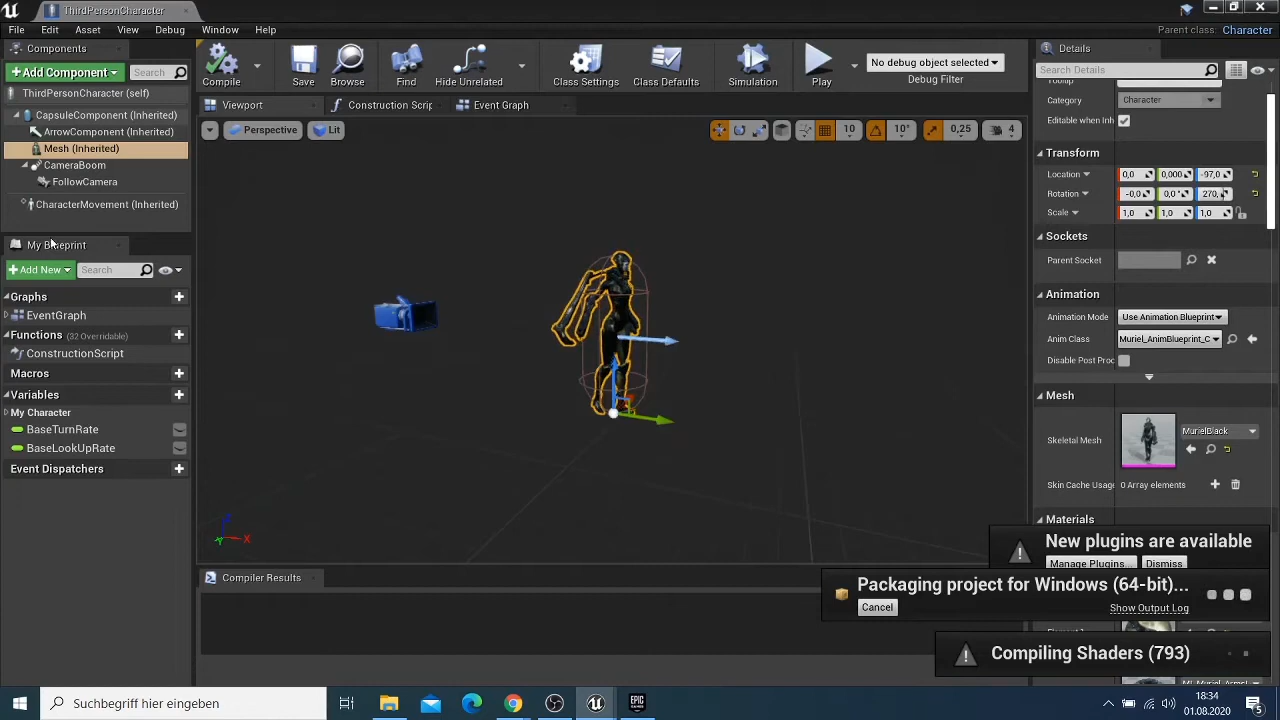 ThirdPersonCharacter
File Edit Asset View Debug Window Help
Parent class: Character
Components
+Add Component
Search
ThirdPersonCharacter (self)
CapsuleComponent (Inherited)
ArrowComponent (Inherited)
Mesh (Inherited)
CameraBoom
FollowCamera
CharacterMovement (Inherited)
My Blueprint
+Add New
Search
Graphs
EventGraph
Functions (32 Overridable)
ConstructionScript
Macros
Variables
My Character
BaseTurnRate
BaseLookUpRate
Event Dispatchers
Compile
Save
Browse
Find
Hide Unrelated
Class Settings
Class Defaults
Simulation
Play
No debug object selected
Debug Filter
Viewport
Construction Scrip
Event Graph
Perspective
Lit
10
10°
0,25
4
Z
X
Y
Compiler Results
Details
Search Details
Category Character
Editable when Inh
Transform
Location 0,0 0,000 -97,0
Rotation -0,0 0,0 ° 270,
Scale 1,0 1,0 1,0
Sockets
Parent Socket
Animation
Animation Mode Use Animation Blueprint
Anim Class Muriel_AnimBlueprint_C
Disable Post Proc
Mesh
Skeletal Mesh MurielBlack
Skin Cache Usage 0 Array elements
Materials
New plugins are available
Manage Plugins... Dismiss
Packaging project for Windows (64-bit)...
Cancel
Show Output Log
Compiling Shaders (793)
Suchbegriff hier eingeben
EPIC GAMES
18:34
01.08.2020
5